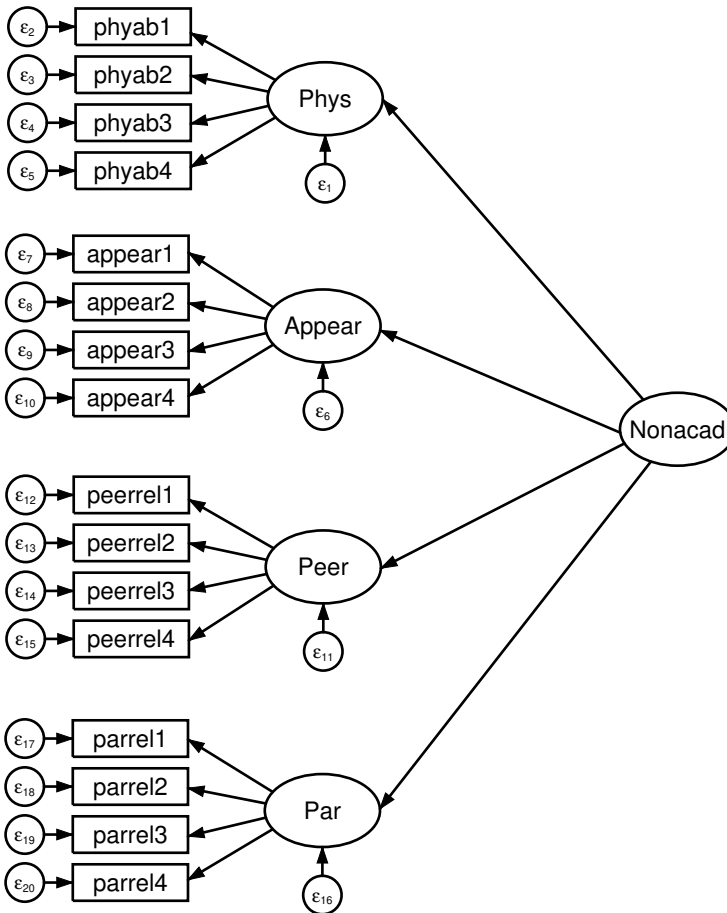 ε2 phyab1
ε3 phyab2
Phys
ε4 phyab3
ε5 phyab4
ε1
ε7 appear1
ε8 appear2
Appear
ε9 appear3
ε10 appear4
ε6
Nonacad
ε12 peerrel1
ε13 peerrel2
Peer
ε14 peerrel3
ε15 peerrel4
ε11
ε17 parrel1
ε18 parrel2
Par
ε19 parrel3
ε20 parrel4
ε16